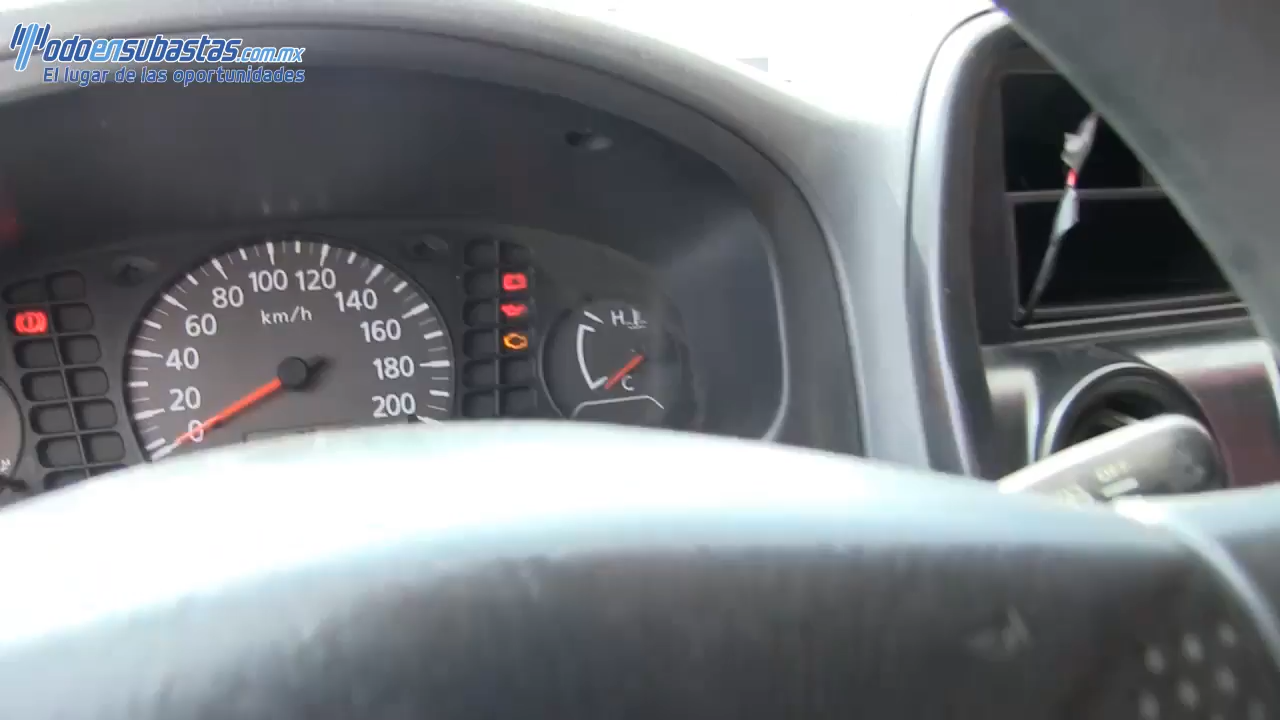 Todoensubastas.com.mx
El lugar de las oportunidades
100 120
80 140
km/h
60 160
40 180
20 200
0
H
C